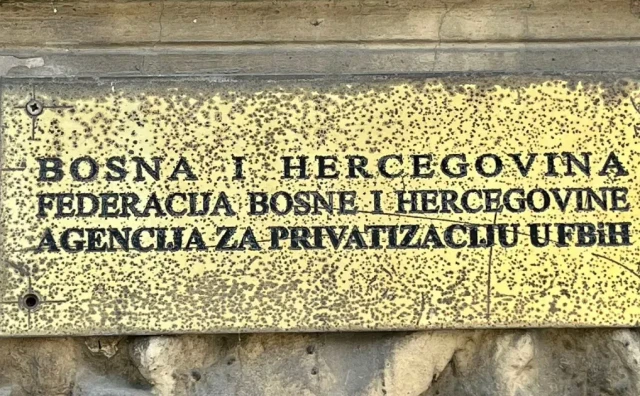 BOSNA I HERCEGOVINA
FEDERACIJA BOSNE I HERCEGOVINE
AGENCIJA ZA PRIVATIZACIJU U FBiH